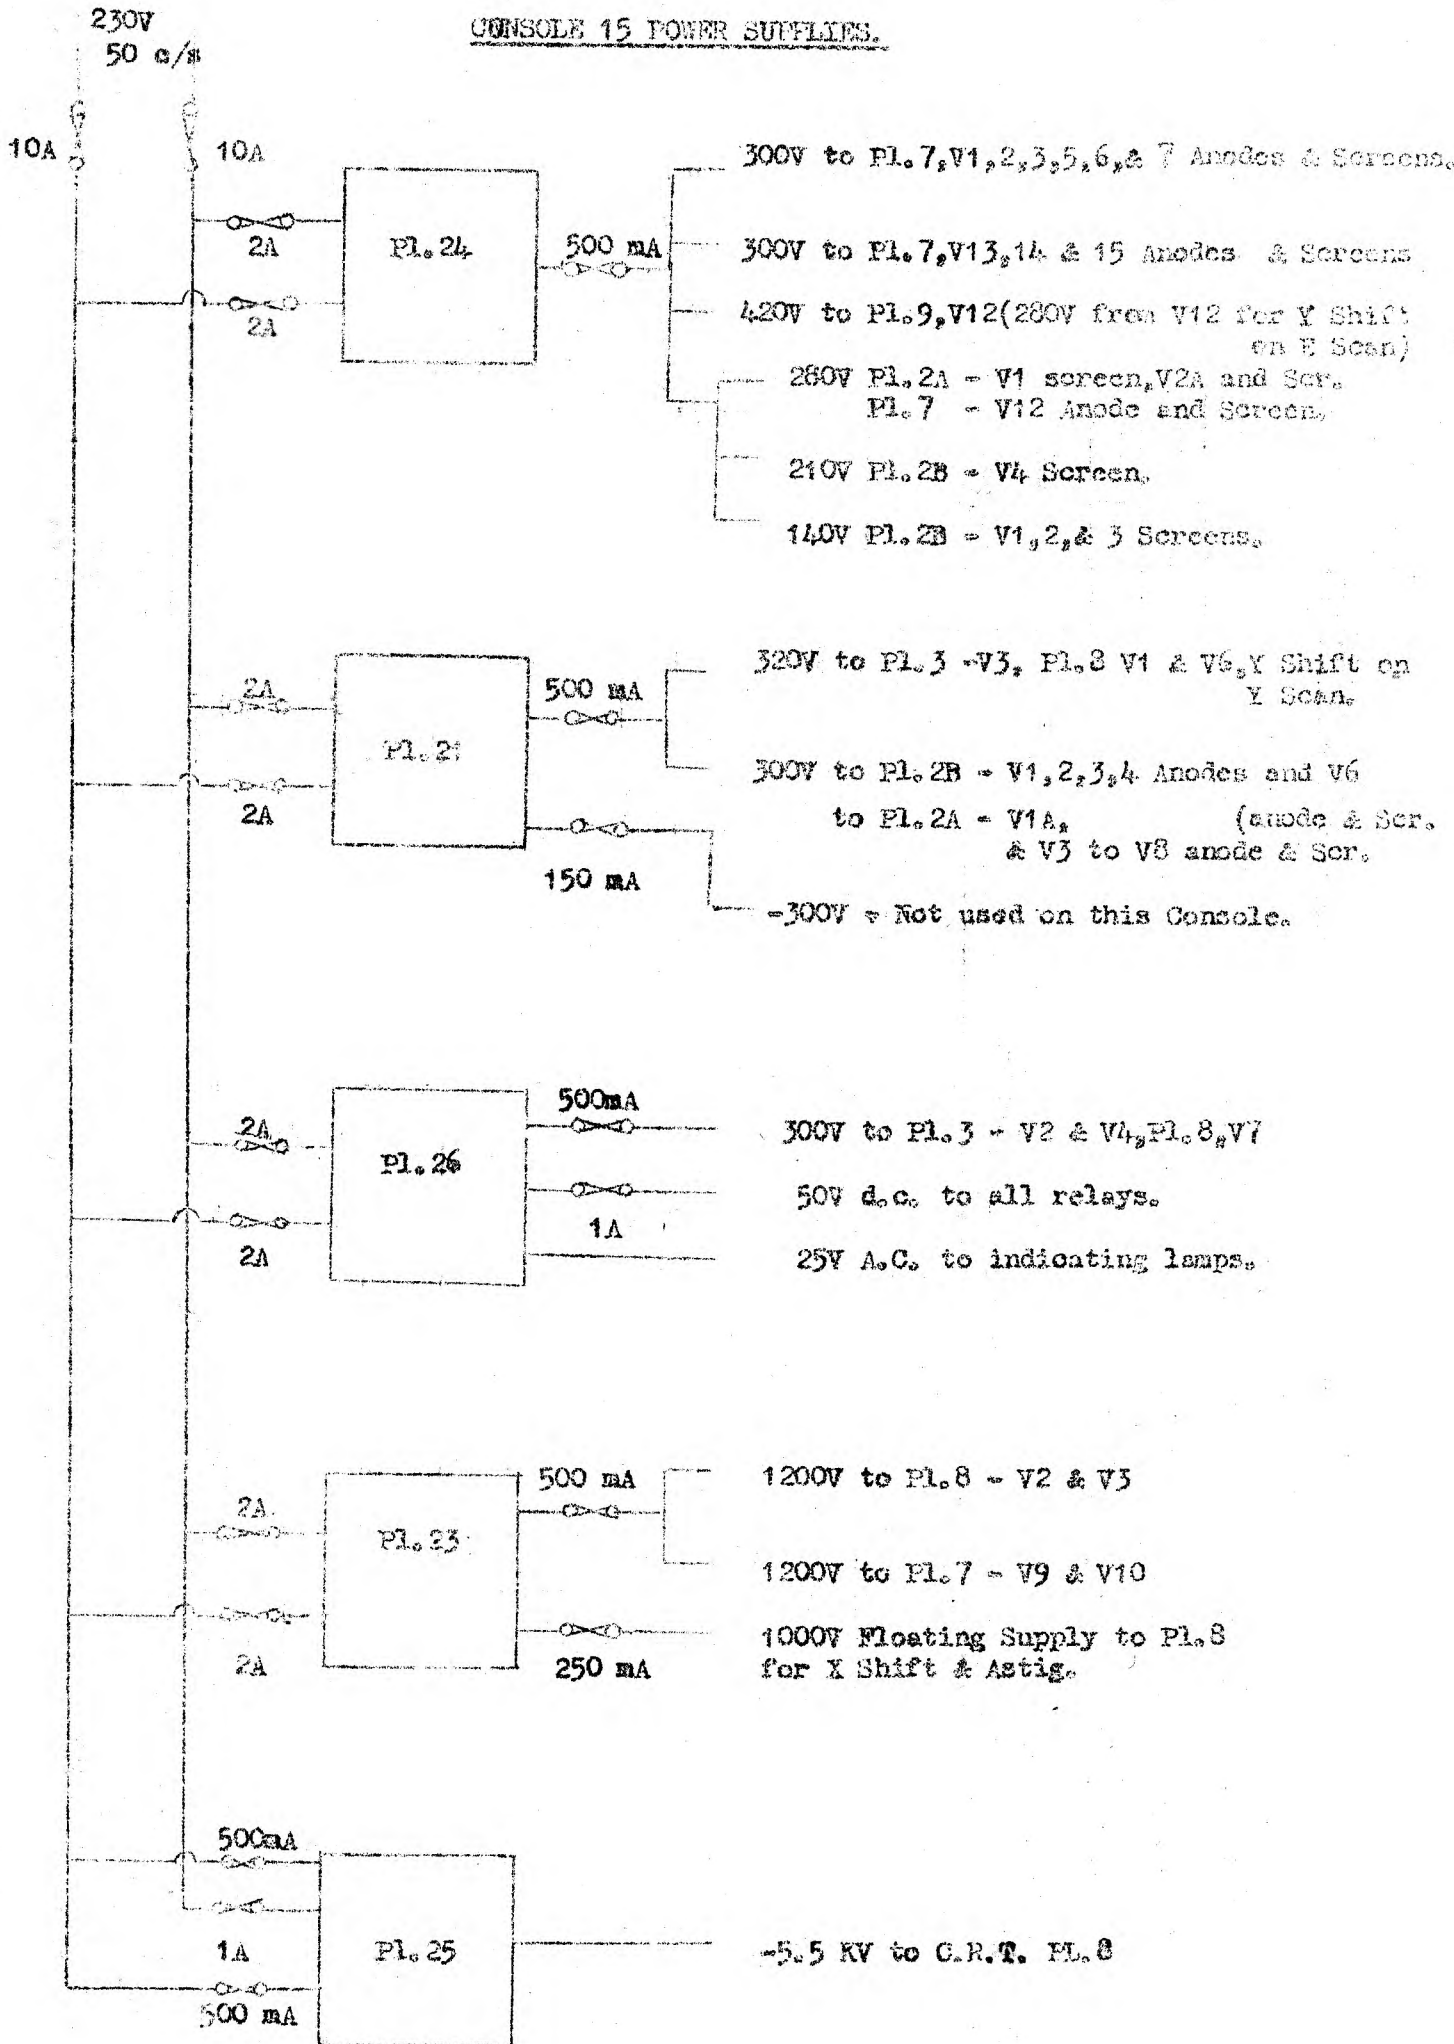 CONSOLE 15 POWER SUPPLIES.
230V
50 c/s
10A
10A
2A
2A
Pl.24
500 mA
300V to Pl.7,V1,2,3,5,6,& 7 Anodes & Screens.
300V to Pl.7,V13,14 & 15 Anodes & Screens
420V to Pl.9,V12(280V from V12 for Y Shift
on E Scan)
280V Pl.2A - V1 screen,V2A and Scr.
Pl.7 - V12 Anode and Screen.
210V Pl.2B - V4 Screen.
140V Pl.2B - V1,2,& 3 Screens.
2A
2A
Pl.21
500 mA
150 mA
320V to Pl.3 -V3, Pl.8 V1 & V6,Y Shift on
Y Scan.
300V to Pl.2B - V1,2,3,4 Anodes and V6
to Pl.2A - V1A, (anode & Scr.
& V3 to V8 anode & Scr.
-300V - Not used on this Console.
2A
2A
Pl.26
500mA
1A
300V to Pl.3 - V2 & V4,Pl.8,V7
50V d.c. to all relays.
25V A.C. to indicating lamps.
2A
2A
Pl.23
500 mA
250 mA
1200V to Pl.8 - V2 & V3
1200V to Pl.7 - V9 & V10
1000V Floating Supply to Pl.8
for X Shift & Astig.
500mA
1A
500 mA
Pl.25
-5.5 KV to C.R.T. PL.8